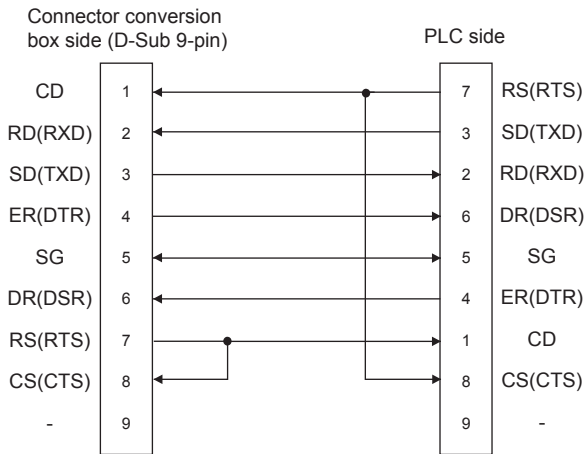 Connector conversion
box side (D-Sub 9-pin)
PLC side
CD 1 7 RS(RTS)
RD(RXD) 2 3 SD(TXD)
SD(TXD) 3 2 RD(RXD)
ER(DTR) 4 6 DR(DSR)
SG 5 5 SG
DR(DSR) 6 4 ER(DTR)
RS(RTS) 7 1 CD
CS(CTS) 8 8 CS(CTS)
- 9 9 -